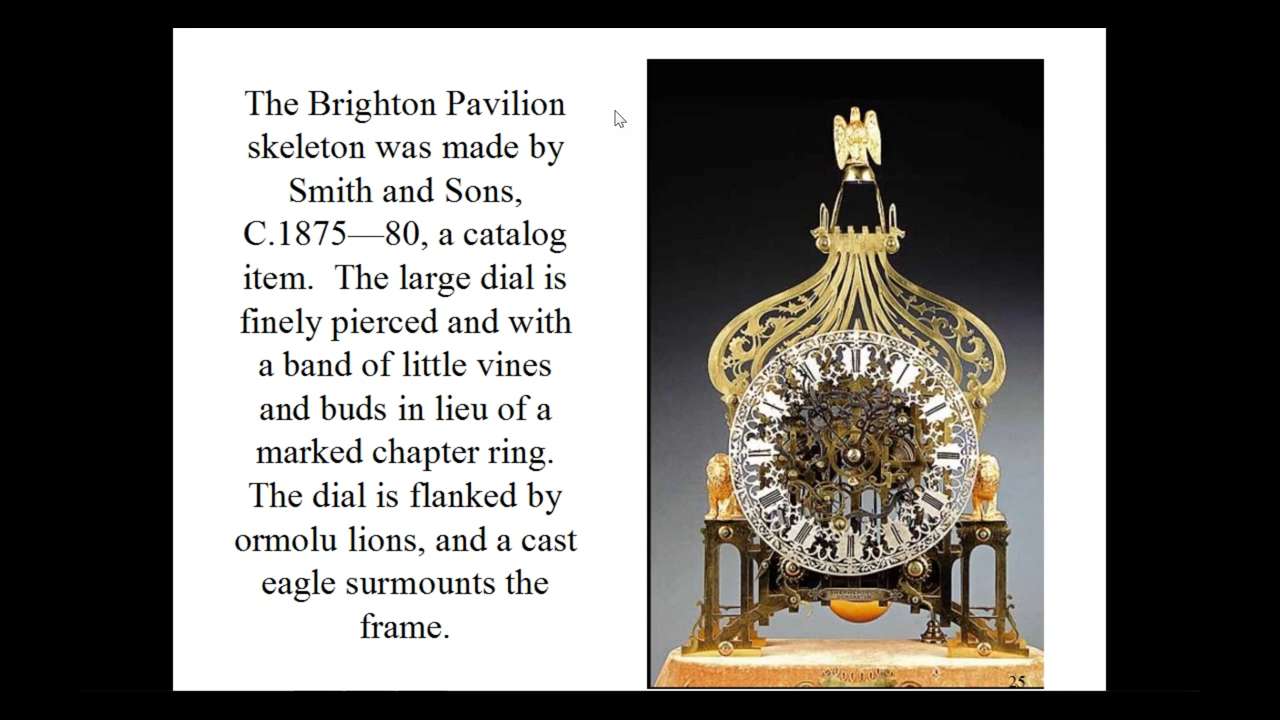 The Brighton Pavilion
skeleton was made by
Smith and Sons,
C.1875—80, a catalog
item.  The large dial is
finely pierced and with
a band of little vines
and buds in lieu of a
marked chapter ring.
The dial is flanked by
ormolu lions, and a cast
eagle surmounts the
frame.
25